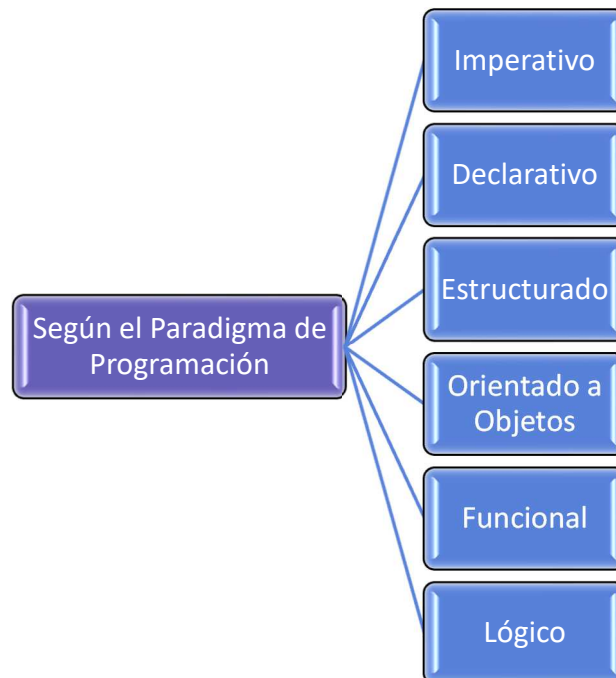 Imperativo
Declarativo
Estructurado
Según el Paradigma de
Programación
Orientado a
Objetos
Funcional
Lógico